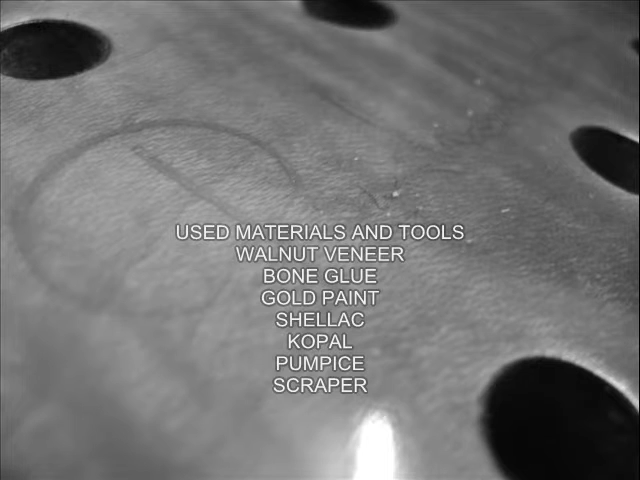 USED MATERIALS AND TOOLS
WALNUT VENEER
BONE GLUE
GOLD PAINT
SHELLAC
KOPAL
PUMPICE
SCRAPER